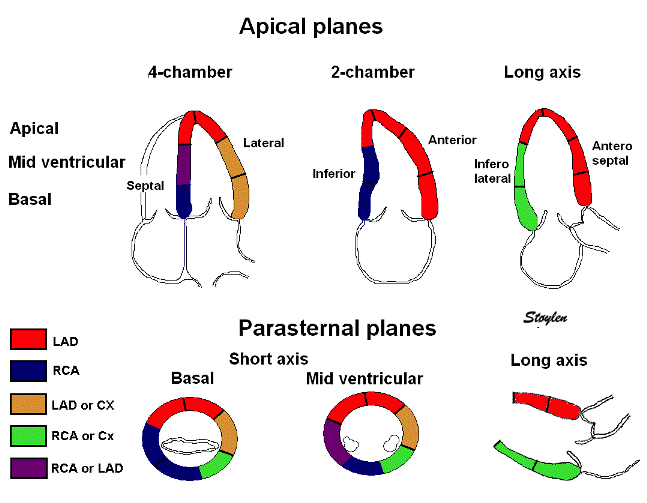 Apical planes
4-chamber 2-chamber Long axis
Apical
Mid ventricular
Basal
Septal
Lateral
Inferior
Anterior
Infero
lateral
Antero
septal
Støylen
Parasternal planes
Short axis
Basal Mid ventricular
Long axis
LAD
RCA
LAD or CX
RCA or Cx
RCA or LAD